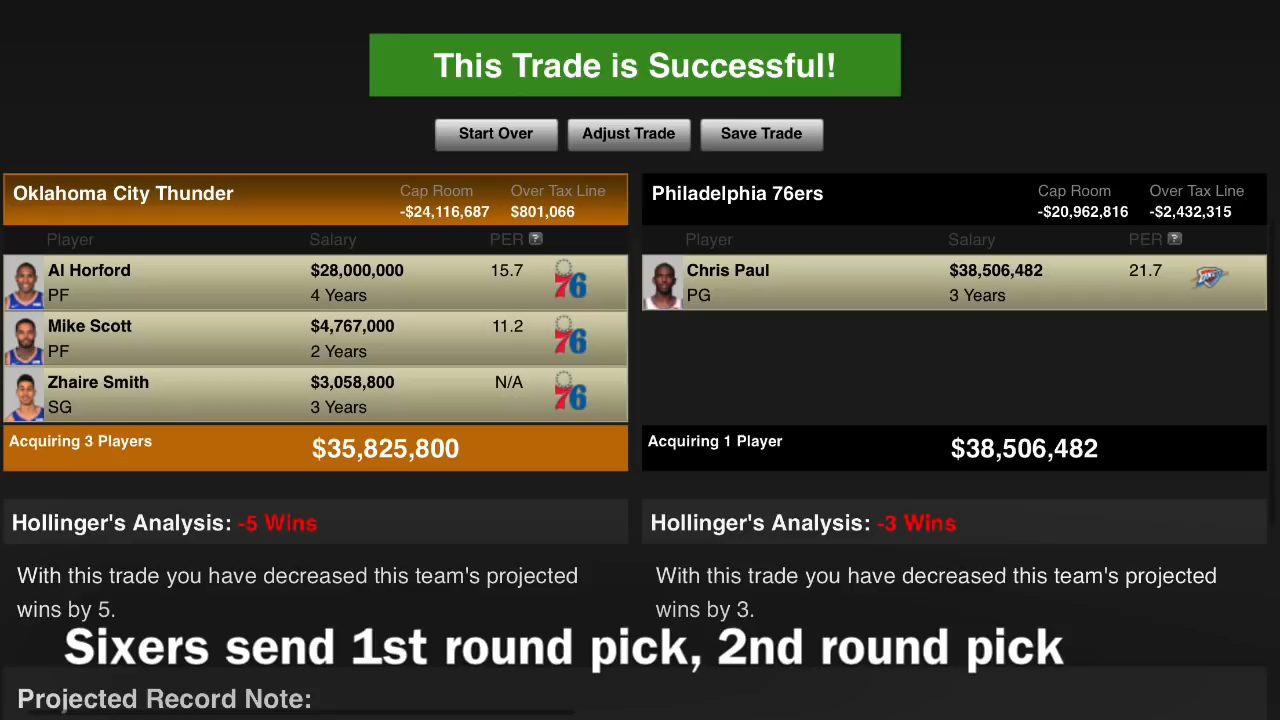 This Trade is Successful!
Start Over Adjust Trade Save Trade
Oklahoma City Thunder Cap Room Over Tax Line
-$24,116,687 $801,066
Player Salary PER ?
Al Horford $28,000,000 15.7
PF 4 Years
76
Mike Scott $4,767,000 11.2
PF 2 Years
76
Zhaire Smith $3,058,800 N/A
SG 3 Years
76
Acquiring 3 Players $35,825,800
Hollinger's Analysis: -5 Wins
With this trade you have decreased this team's projected
wins by 5.
Philadelphia 76ers Cap Room Over Tax Line
-$20,962,816 -$2,432,315
Player Salary PER ?
Chris Paul $38,506,482 21.7
PG 3 Years
Acquiring 1 Player $38,506,482
Hollinger's Analysis: -3 Wins
With this trade you have decreased this team's projected
wins by 3.
Sixers send 1st round pick, 2nd round pick
Projected Record Note: